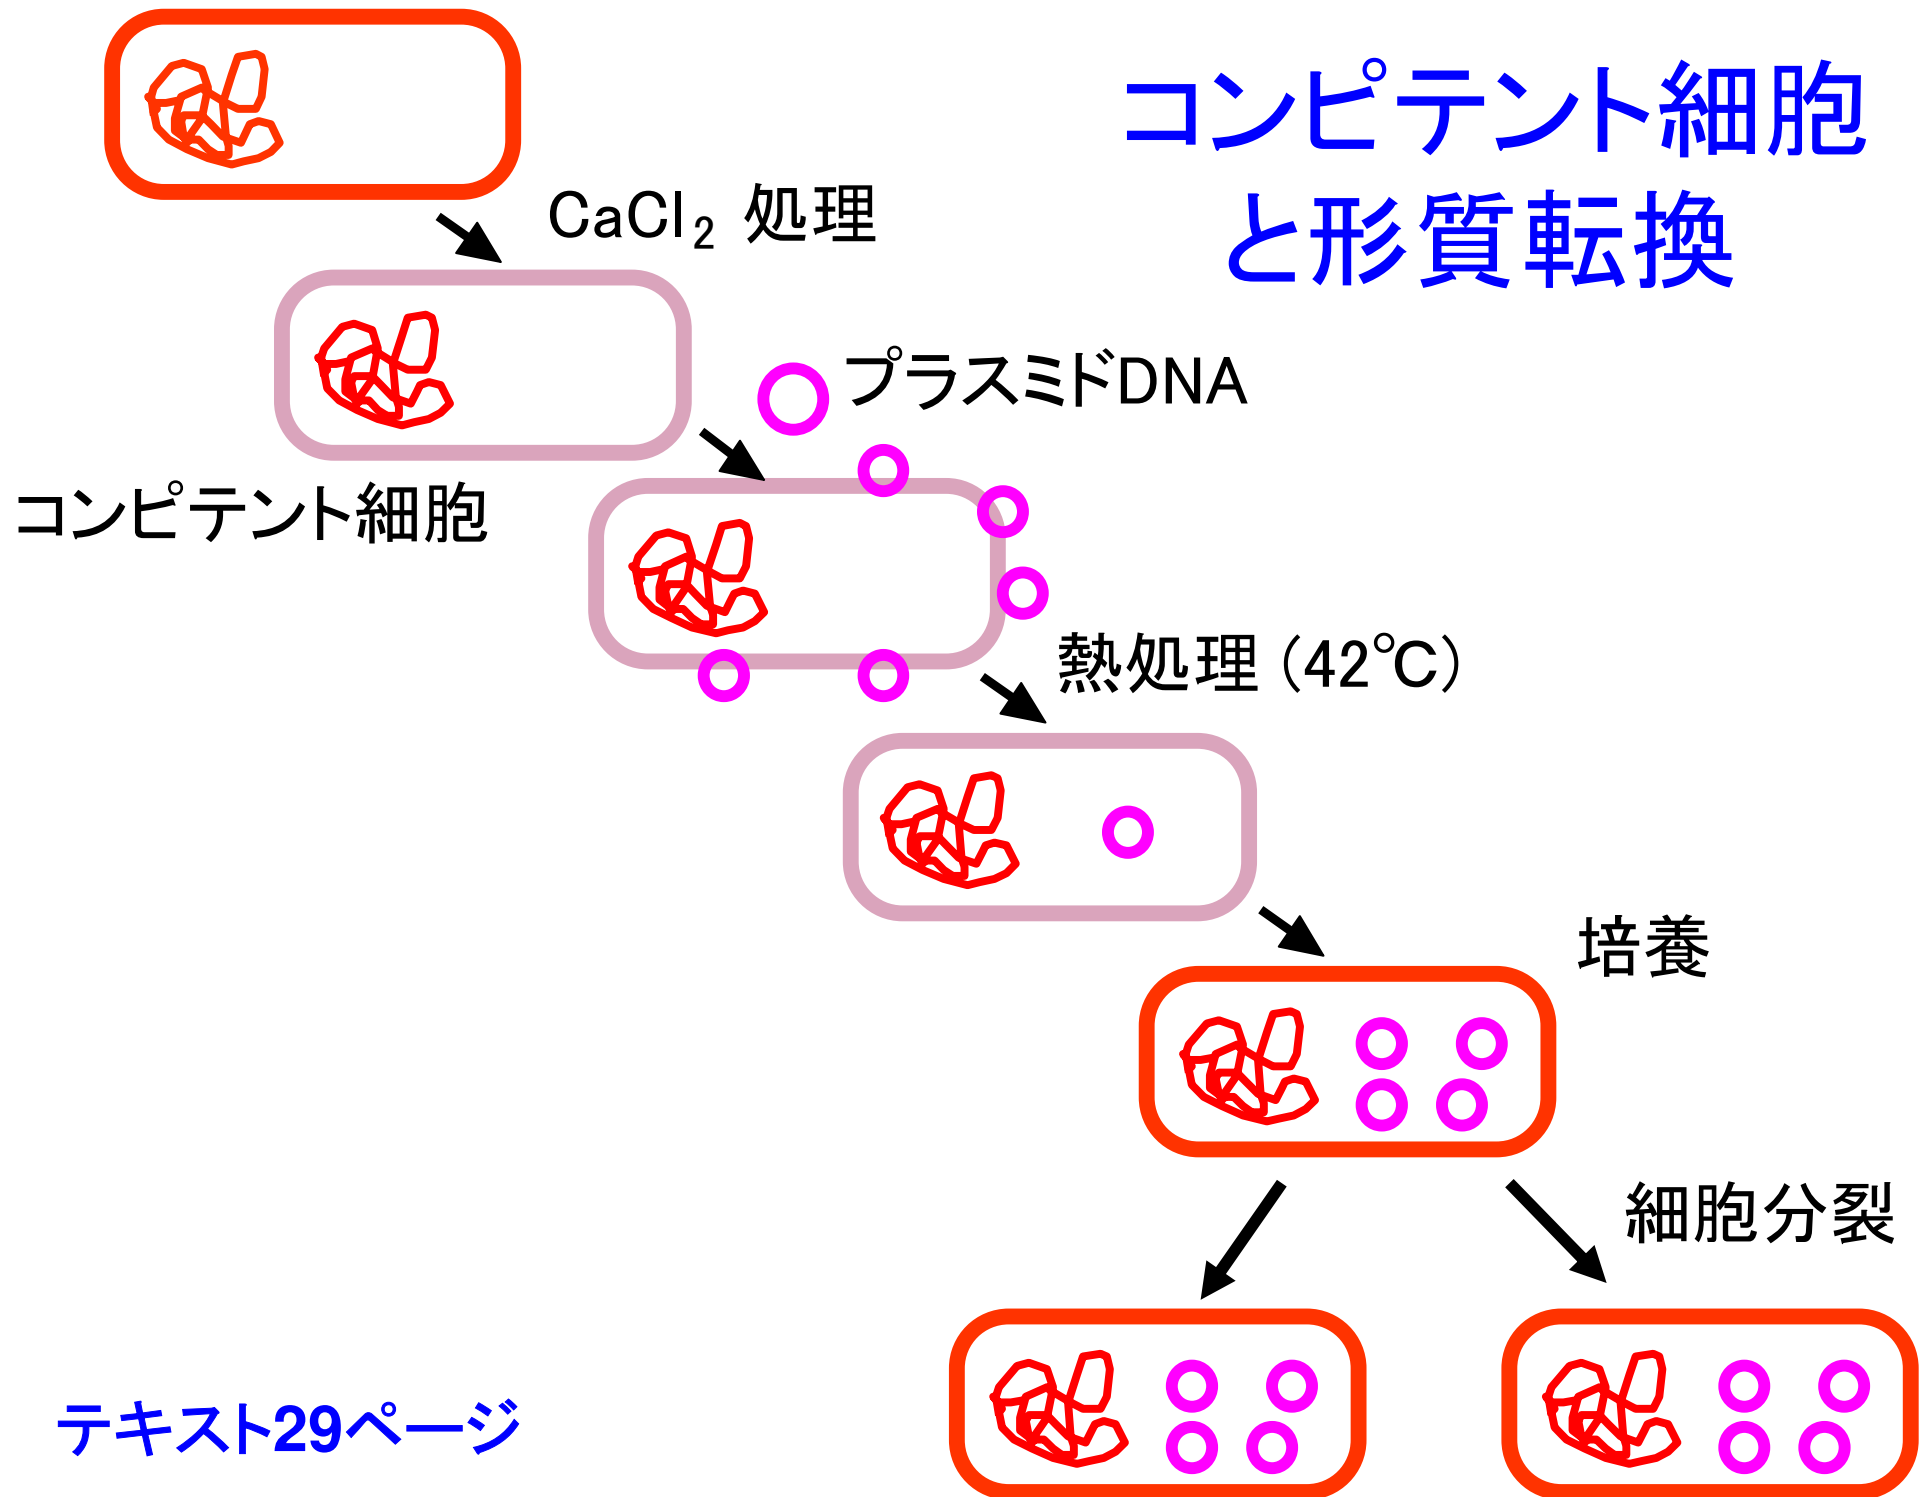 コンピテント細胞
と形質転換
CaCl₂ 処理
プラスミドDNA
コンピテント細胞
熱処理（42℃）
培養
細胞分裂
テキスト29ページ